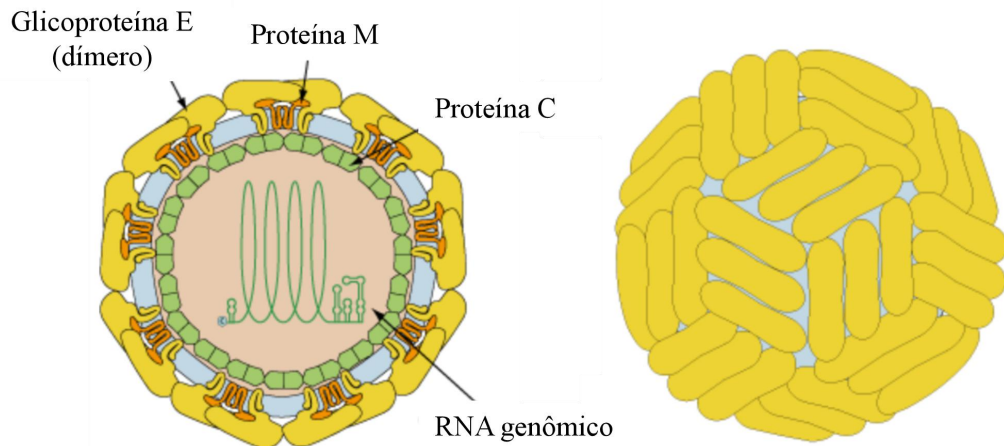 Glicoproteína E
(dímero)
Proteína M
Proteína C
RNA genômico